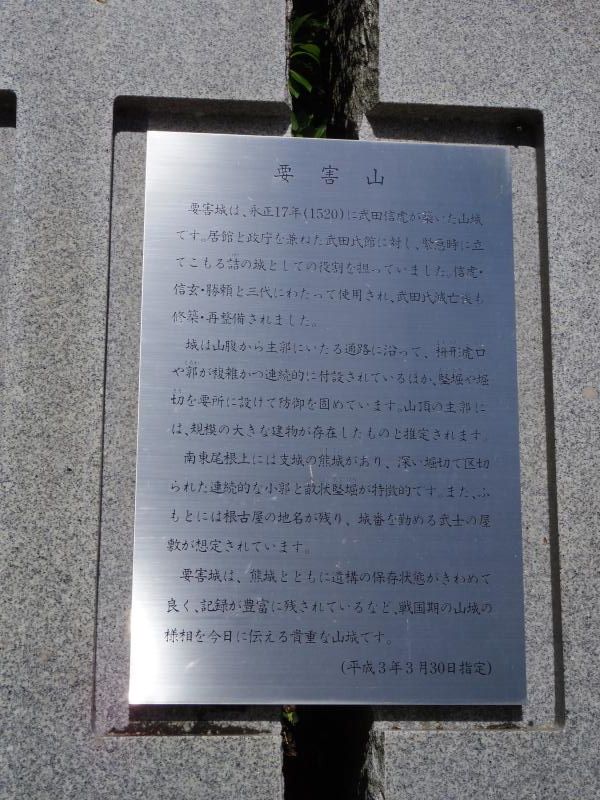 要害山
要害城は、永正17年(1520)に武田信虎が築いた山城
です。居館と政庁を兼ねた武田氏館に対し、緊急時に立
てこもる詰の城としての役割を担っていました。信虎・
信玄・勝頼と三代にわたって使用され、武田氏滅亡後も
修築・再整備されました。
城は山腹から主郭にいたる通路に沿って、枡形虎口
や郭が複雑かつ連続的に付設されているほか、竪堀や堀
切を要所に設けて防御を固めています。山頂の主郭に
は、規模の大きな建物が存在したものと推定されます。
南東尾根上には支城の熊城があり、深い堀切で区切
られた連続的な小郭と畝状竪堀が特徴的です。また、ふ
もとには根古屋の地名が残り、城番を勤める武士の屋
敷が想定されています。
要害城は、熊城とともに遺構の保存状態がきわめて
良く、記録が豊富に残されているなど、戦国期の山城の
様相を今日に伝える貴重な山城です。
(平成3年3月30日指定)